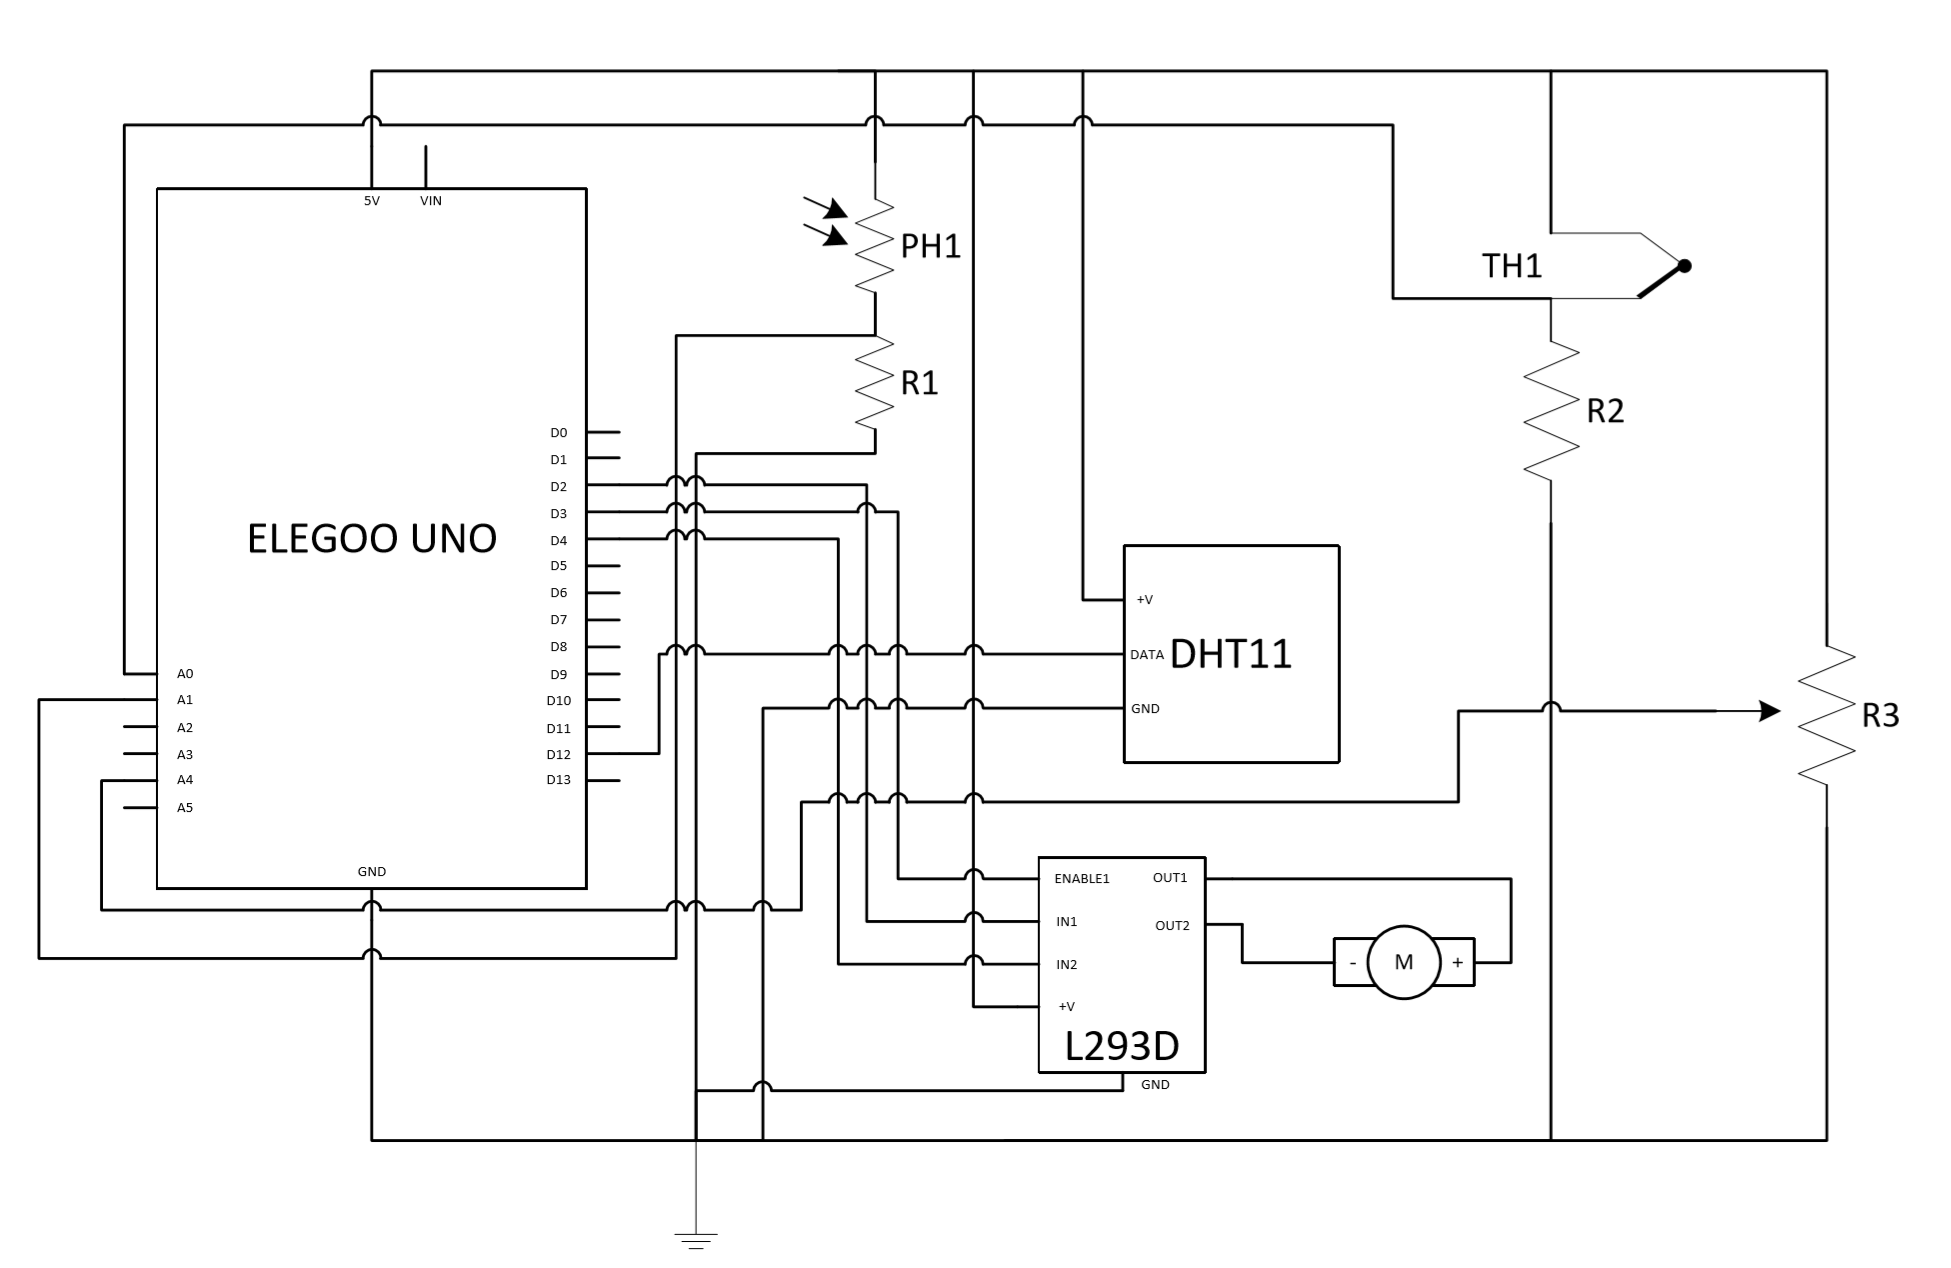 5V
VIN
PH1
TH1
R1
R2
D0
D1
D2
D3
D4
D5
D6
D7
D8
D9
D10
D11
D12
D13
ELEGOO UNO
A0
A1
A2
A3
A4
A5
GND
+V
DATA
DHT11
GND
R3
ENABLE1
OUT1
IN1
OUT2
IN2
- M +
+V
L293D
GND